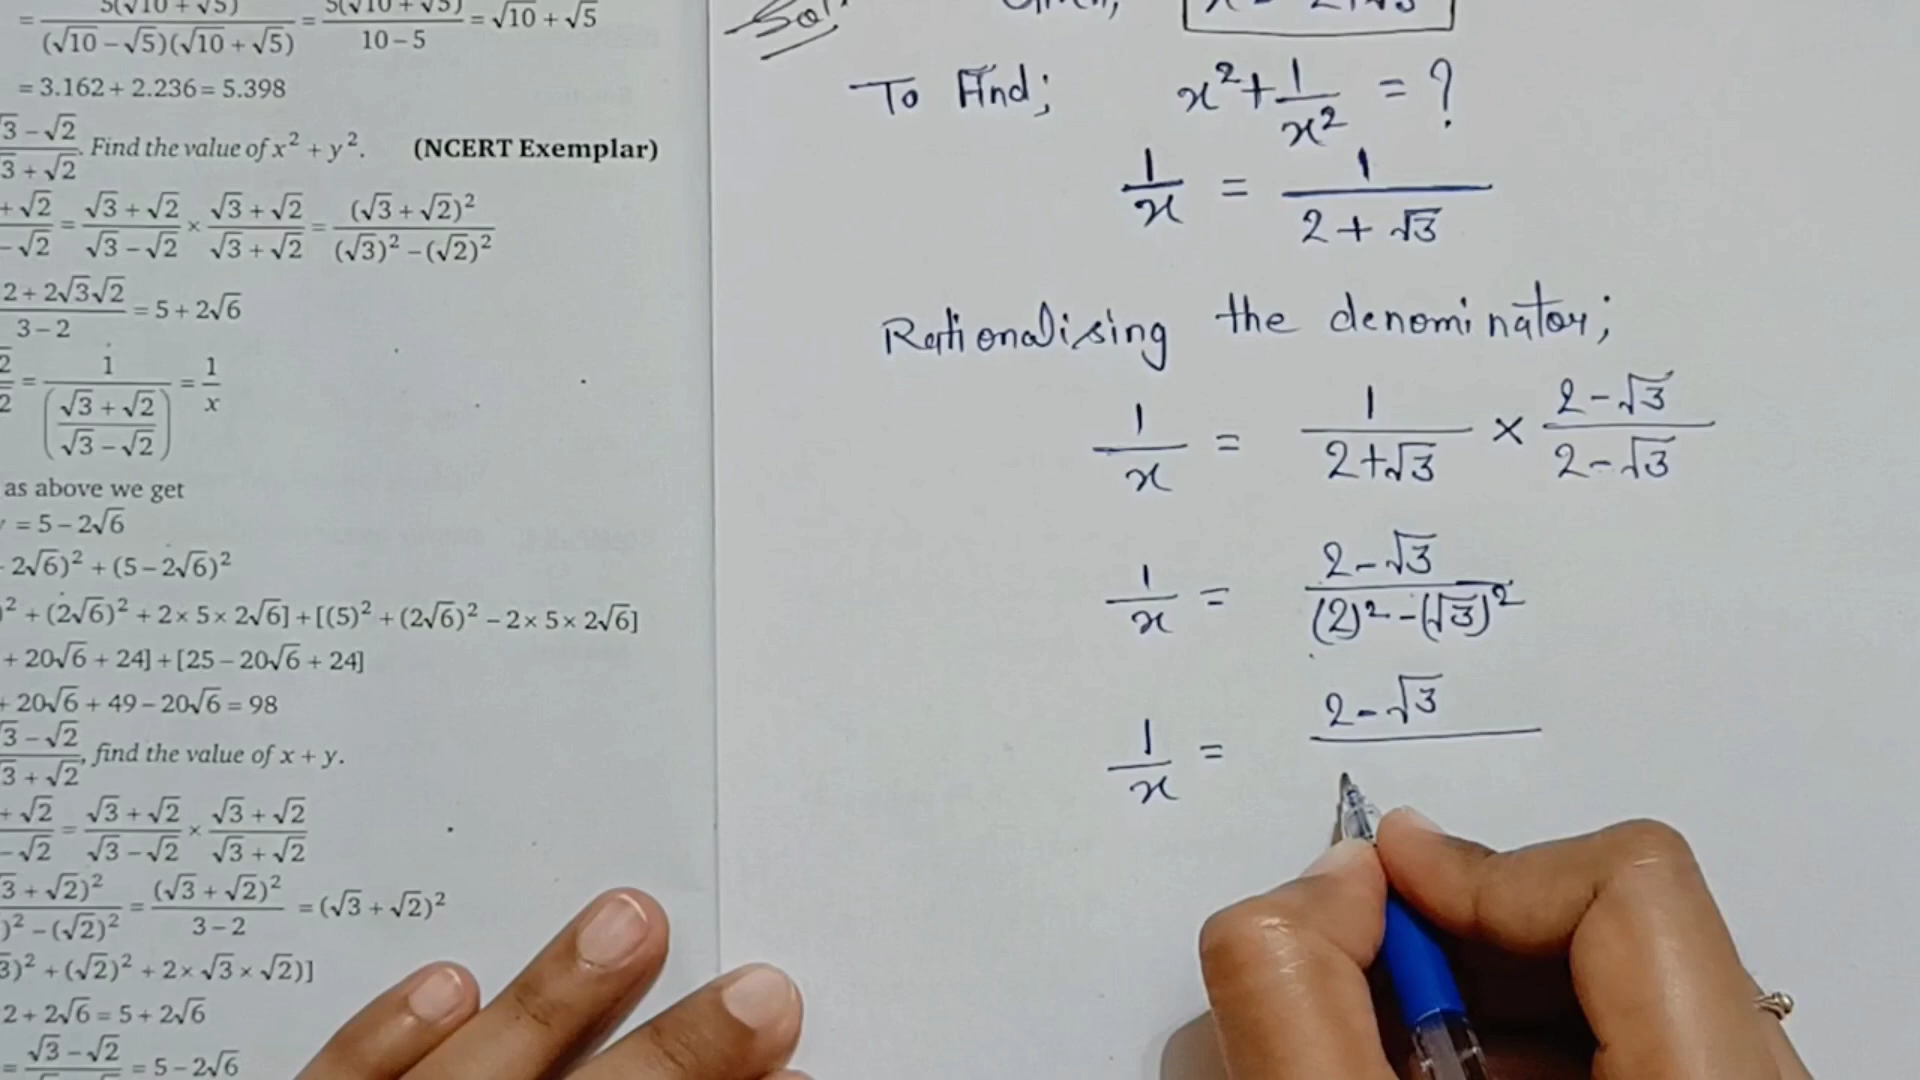 = 5(√10 + √5) / (√10 − √5)(√10 + √5) = 5(√10 + √5) / 10 − 5 = √10 + √5
= 3.162 + 2.236 = 5.398
√3 − √2 / √3 + √2. Find the value of x² + y². (NCERT Exemplar)
+ √2 / − √2 = √3 + √2 / √3 − √2 × √3 + √2 / √3 + √2 = (√3 + √2)² / (√3)² − (√2)²
2 + 2√3√2 / 3 − 2 = 5 + 2√6
2 / 2 = 1 / (√3 + √2 / √3 − √2) = 1 / x
as above we get
= 5 − 2√6
2√6)² + (5 − 2√6)²
² + (2√6)² + 2 × 5 × 2√6] + [(5)² + (2√6)² − 2 × 5 × 2√6]
+ 20√6 + 24] + [25 − 20√6 + 24]
+ 20√6 + 49 − 20√6 = 98
√3 − √2 / √3 + √2, find the value of x + y.
+ √2 / − √2 = √3 + √2 / √3 − √2 × √3 + √2 / √3 + √2
3 + √2)² / )² − (√2)² = (√3 + √2)² / 3 − 2 = (√3 + √2)²
3)² + (√2)² + 2 × √3 × √2)]
2 + 2√6 = 5 + 2√6
= √3 − √2 / = 5 − 2√6
Sol.
Given,
To Find; x² + 1/x² = ?
1/x = 1 / 2 + √3
Rationalising the denominator;
1/x = 1 / 2 + √3 × 2 − √3 / 2 − √3
1/x = 2 − √3 / (2)² − (√3)²
1/x = 2 − √3